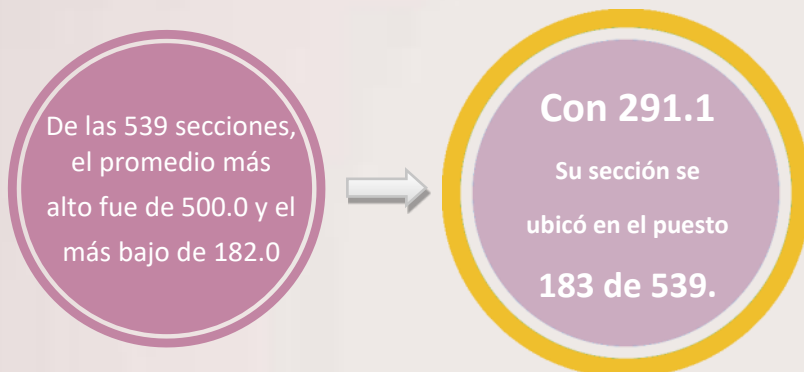 De las 539 secciones,
el promedio más
alto fue de 500.0 y el
más bajo de 182.0
Con 291.1
Su sección se
ubicó en el puesto
183 de 539.